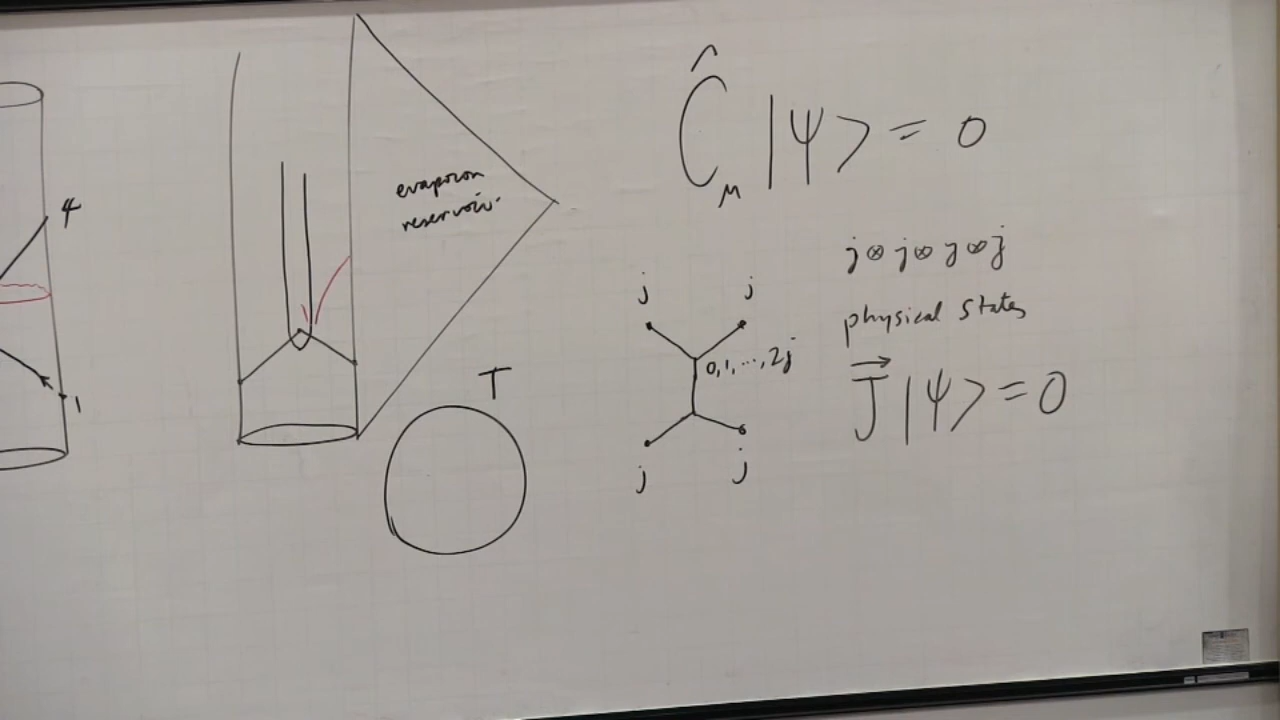 4
1
evaporon
reservoir
T
Ĉ_μ |ψ> = 0
j⊗j⊗j⊗j
physical states
j j
0,1,...,2j
j j
J⃗ |ψ> = 0